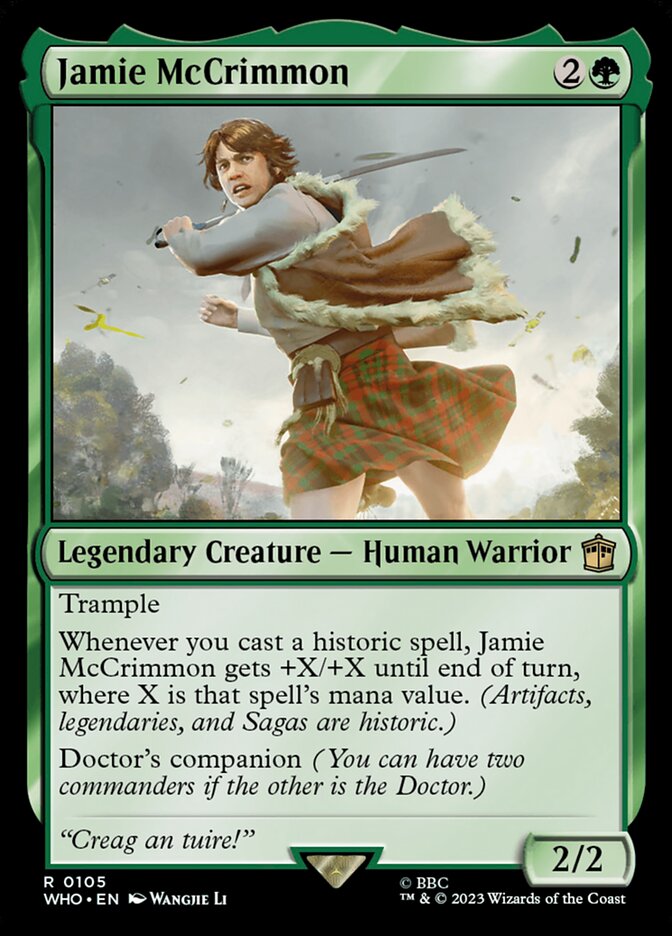 Jamie McCrimmon 2
Legendary Creature — Human Warrior
Trample
Whenever you cast a historic spell, Jamie
McCrimmon gets +X/+X until end of turn,
where X is that spell's mana value. (Artifacts,
legendaries, and Sagas are historic.)
Doctor's companion (You can have two
commanders if the other is the Doctor.)
"Creag an tuire!"
2/2
R 0105
WHO • EN Wangjie Li
© BBC
™ & © 2023 Wizards of the Coast